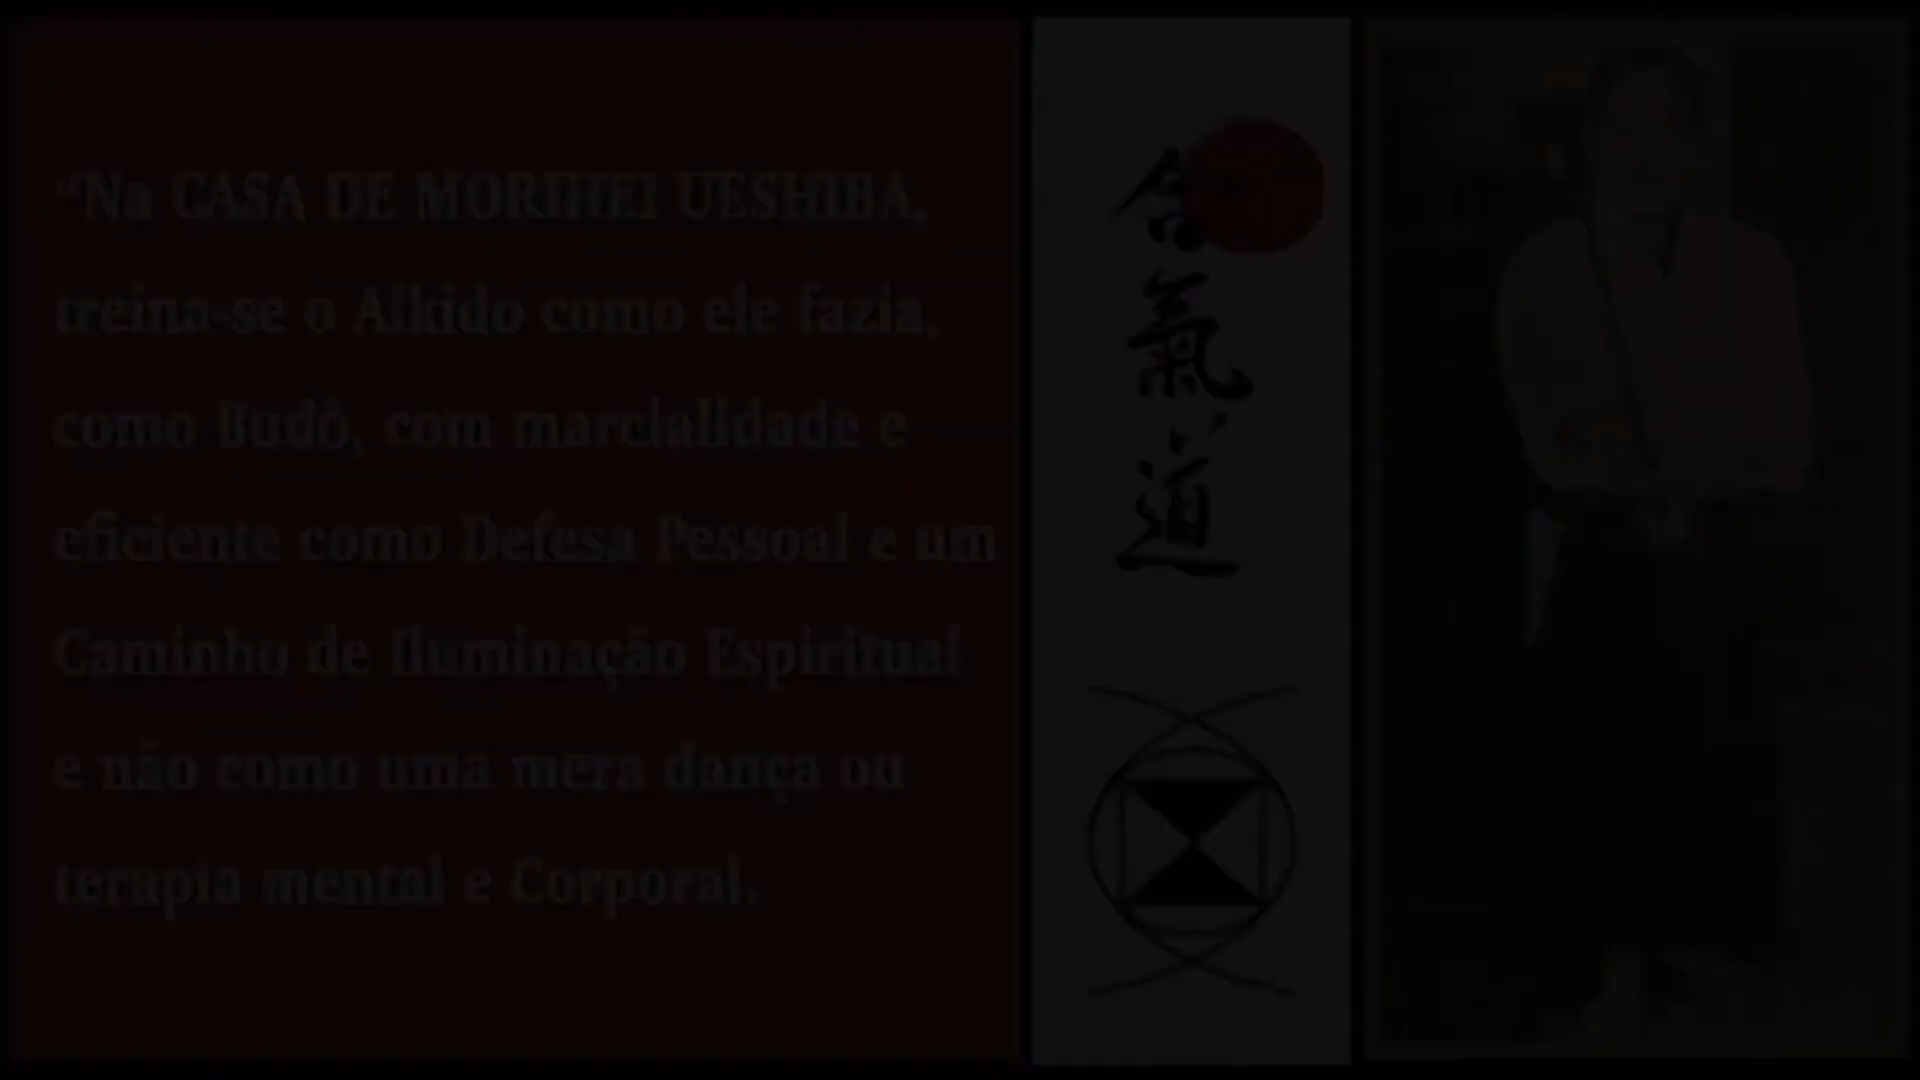 “Na CASA DE MORIHEI UESHIBA,
treina-se o Aikido como ele fazia,
como Budô, com marcialidade e
eficiente como Defesa Pessoal e um
Caminho de Iluminação Espiritual
e não como uma mera dança ou
terapia mental e Corporal.
合
氣
道